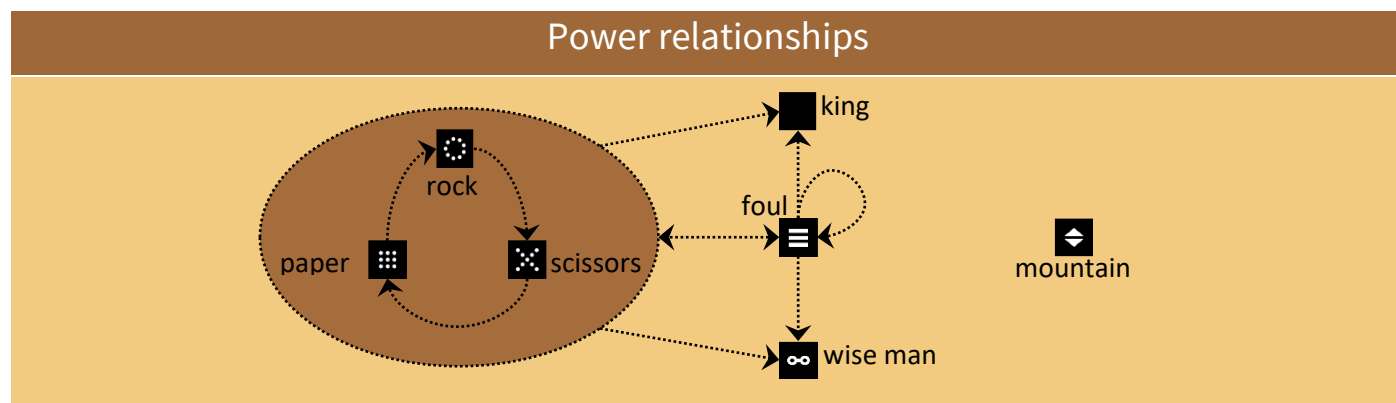 Power relationships
king
rock
foul
paper
scissors
mountain
wise man